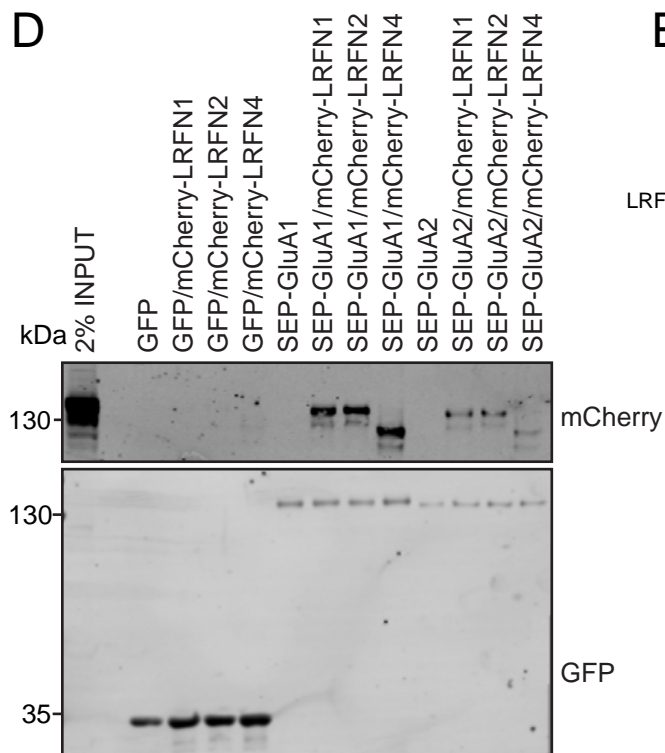 D
E
2% INPUT
GFP
GFP/mCherry-LRFN1
GFP/mCherry-LRFN2
GFP/mCherry-LRFN4
SEP-GluA1
SEP-GluA1/mCherry-LRFN1
SEP-GluA1/mCherry-LRFN2
SEP-GluA1/mCherry-LRFN4
SEP-GluA2
SEP-GluA2/mCherry-LRFN1
SEP-GluA2/mCherry-LRFN2
SEP-GluA2/mCherry-LRFN4
LRF
kDa
130
mCherry
130
GFP
35